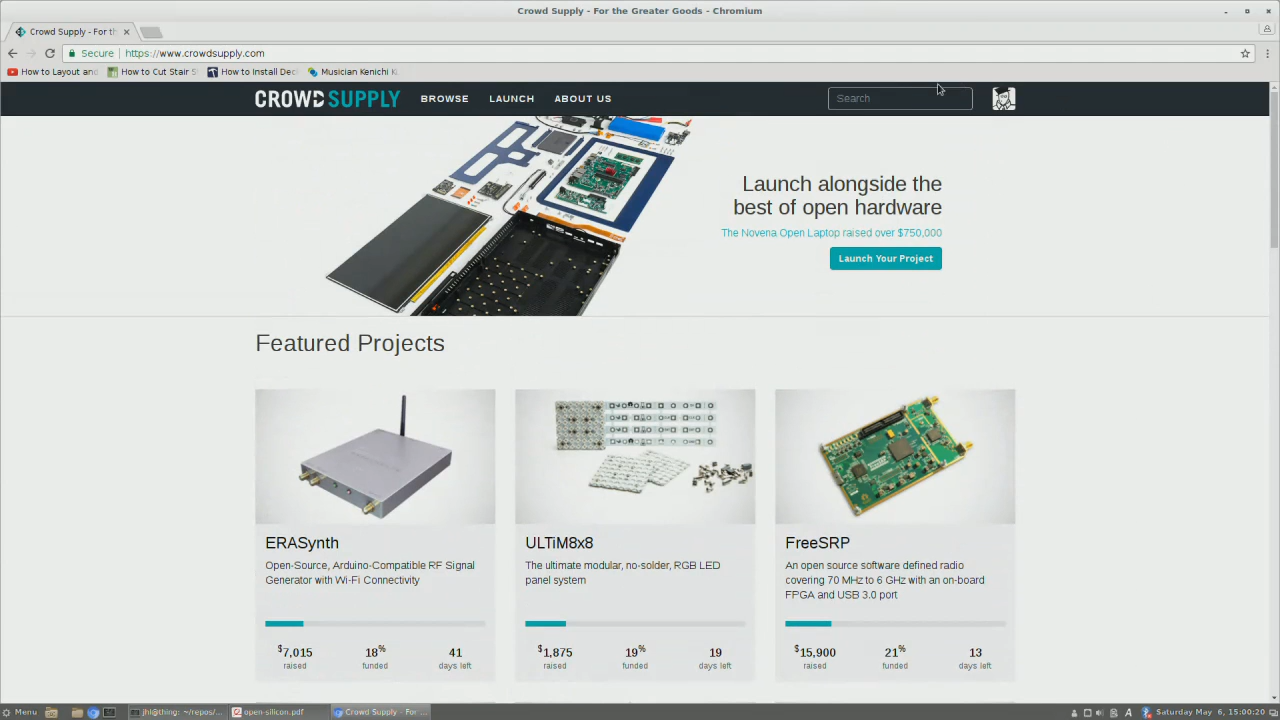 Crowd Supply - For the Greater Goods - Chromium
Crowd Supply - For th
Secure
https://www.crowdsupply.com
How to Layout and
How to Cut Stair S
How to Install Dec
Musician Kenichi K
CROWD SUPPLY
BROWSE
LAUNCH
ABOUT US
Search
Launch alongside the
best of open hardware
The Novena Open Laptop raised over $750,000
Launch Your Project
Featured Projects
ERASynth
Open-Source, Arduino-Compatible RF Signal
Generator with Wi-Fi Connectivity
$7,015
raised
18%
funded
41
days left
ULTiM8x8
The ultimate modular, no-solder, RGB LED
panel system
$1,875
raised
19%
funded
19
days left
FreeSRP
An open source software defined radio
covering 70 MHz to 6 GHz with an on-board
FPGA and USB 3.0 port
$15,900
raised
21%
funded
13
days left
Menu
jhl@thing: ~/repos/...
open-silicon.pdf
Crowd Supply - For ...
Saturday May 6, 15:00:20